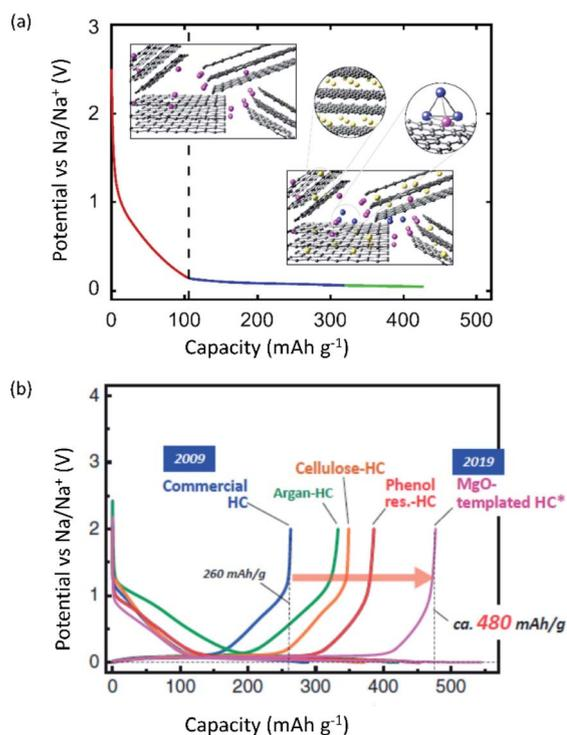 (a)
3
2
1
0
Potential vs Na/Na⁺ (V)
0 100 200 300 400 500
Capacity (mAh g⁻¹)
(b)
4
3
2
1
0
Potential vs Na/Na⁺ (V)
2009
Commercial
HC
Argan-HC
Cellulose-HC
Phenol
res.-HC
2019
MgO-
templated HC*
260 mAh/g
ca. 480 mAh/g
0 100 200 300 400 500
Capacity (mAh g⁻¹)